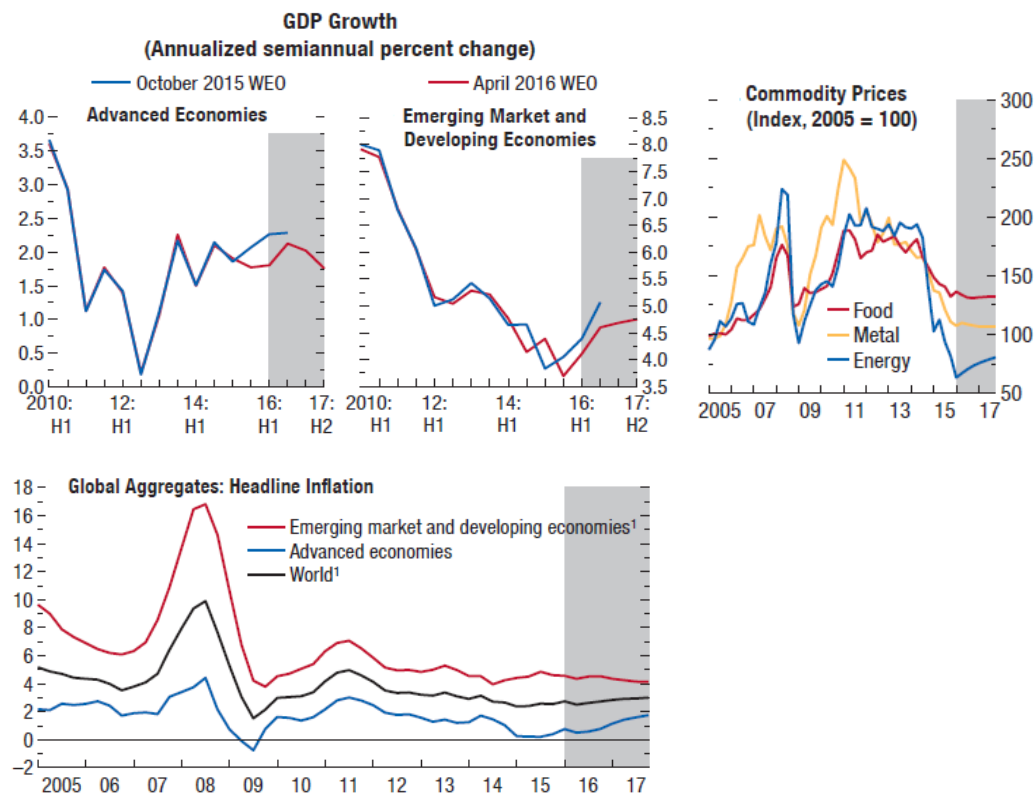 GDP Growth
(Annualized semiannual percent change)
October 2015 WEO
April 2016 WEO
Advanced Economies
4.0
3.5
3.0
2.5
2.0
1.5
1.0
0.5
0.0
2010: 12: 14: 16: 17:
H1 H1 H1 H1 H2
Emerging Market and
Developing Economies
8.5
8.0
7.5
7.0
6.5
6.0
5.5
5.0
4.5
4.0
3.5
2010: 12: 14: 16: 17:
H1 H1 H1 H1 H2
Commodity Prices
(Index, 2005 = 100)
300
250
200
150
100
50
Food
Metal
Energy
2005 07 09 11 13 15 17
Global Aggregates: Headline Inflation
Emerging market and developing economies¹
Advanced economies
World¹
18
16
14
12
10
8
6
4
2
0
–2
2005 06 07 08 09 10 11 12 13 14 15 16 17